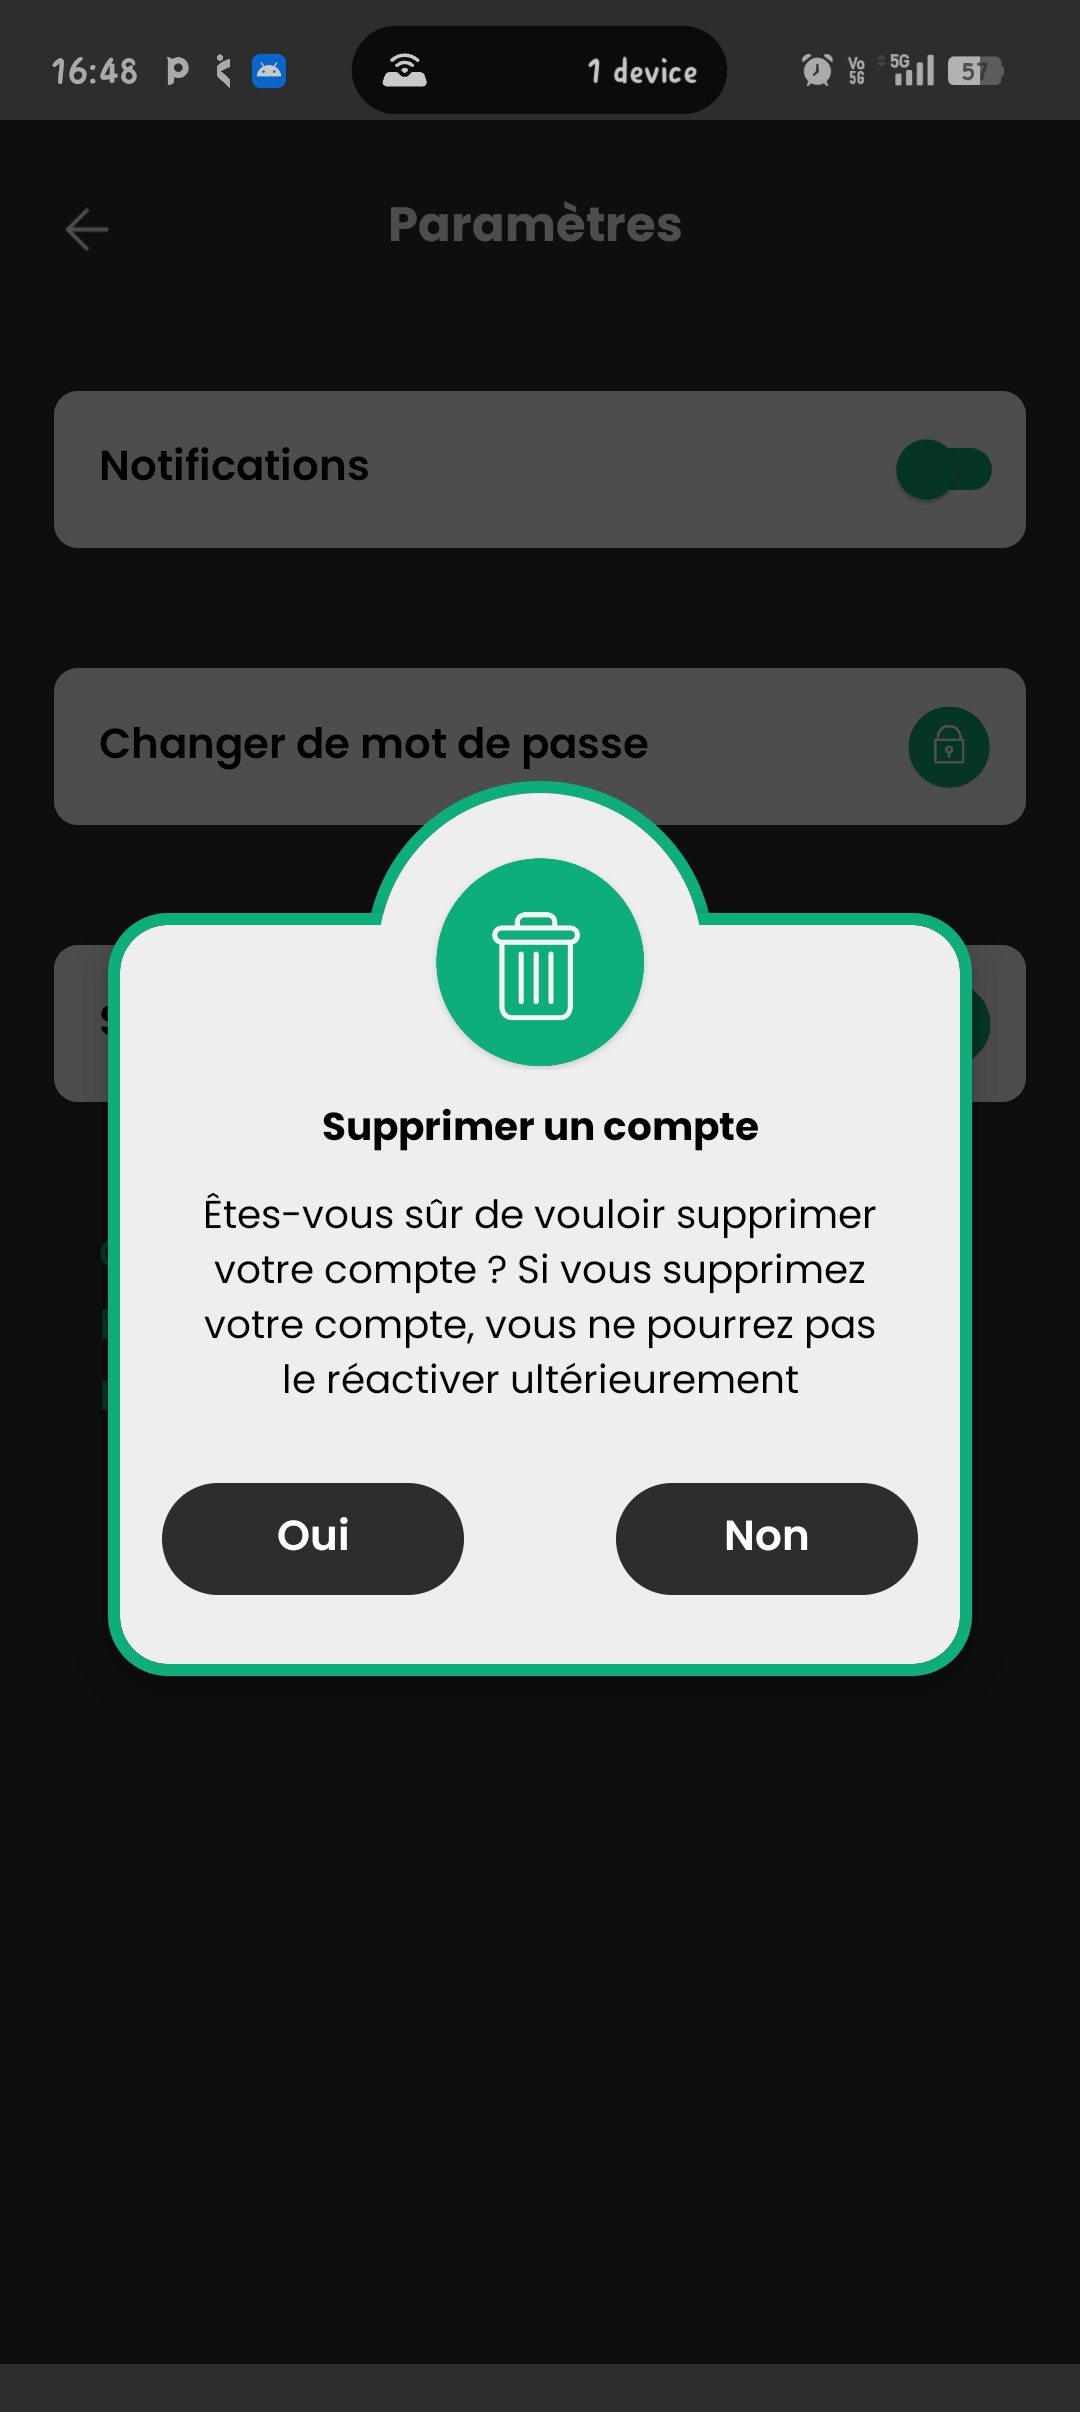 16:48
1 device
Vo 5G
5G
57
Paramètres
Notifications
Changer de mot de passe
Supprimer un compte
Êtes-vous sûr de vouloir supprimer
votre compte ? Si vous supprimez
votre compte, vous ne pourrez pas
le réactiver ultérieurement
Oui
Non